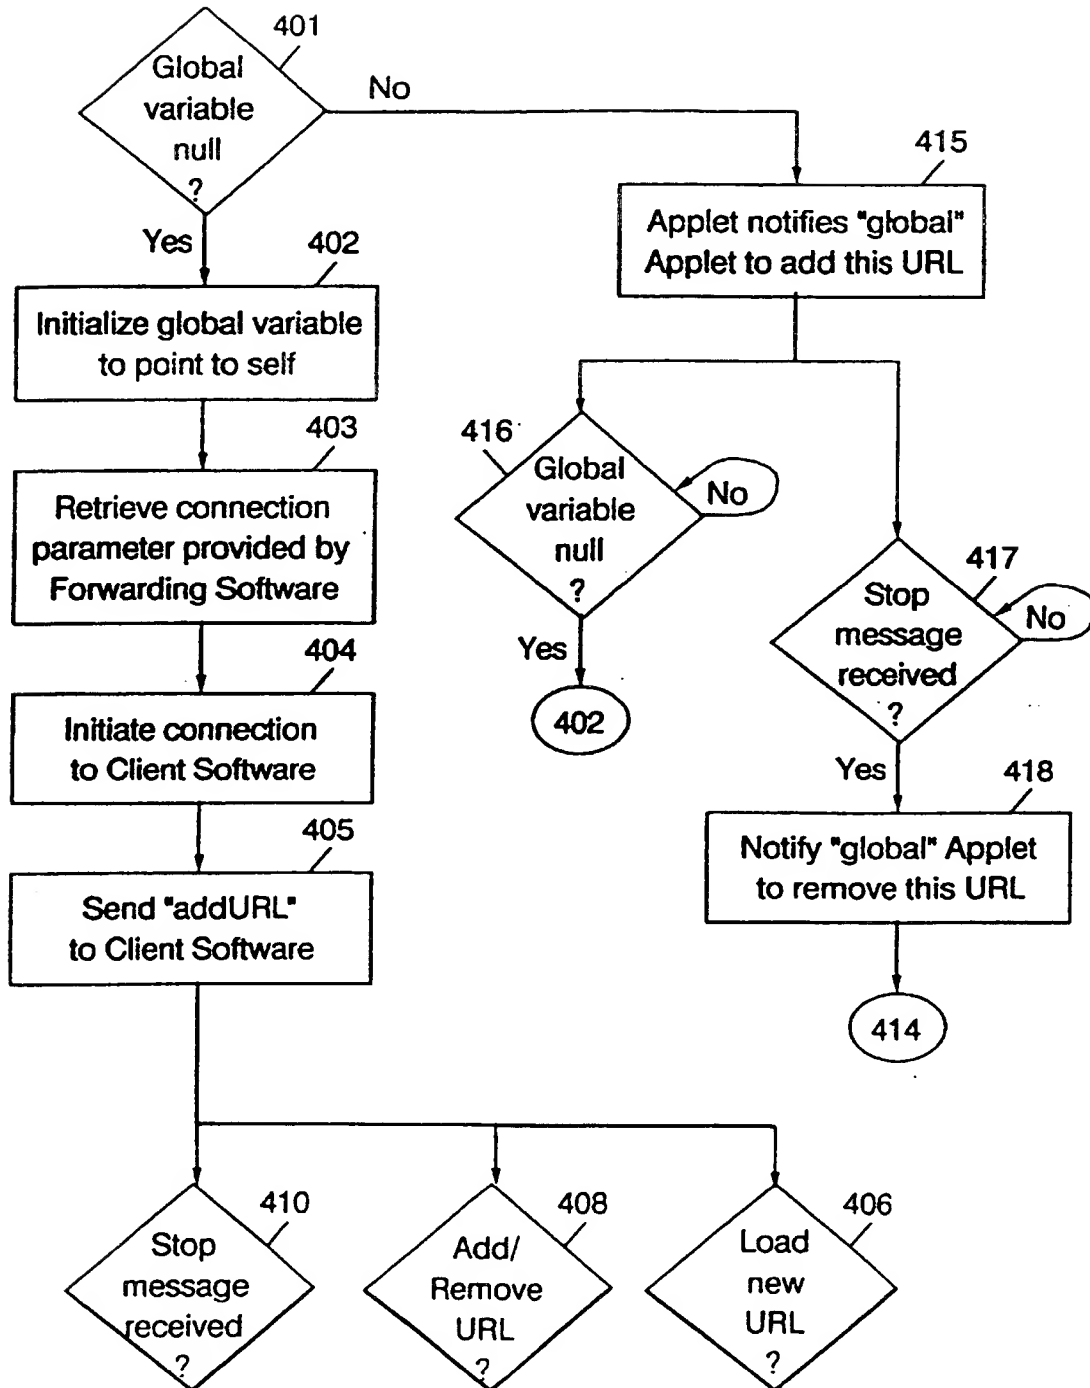 401
Global
variable
null
?
No
Yes
402
Initialize global variable
to point to self
403
Retrieve connection
parameter provided by
Forwarding Software
404
Initiate connection
to Client Software
405
Send "addURL"
to Client Software
415
Applet notifies "global"
Applet to add this URL
416
Global
variable
null
?
No
Yes
402
417
Stop
message
received
?
No
Yes
418
Notify "global" Applet
to remove this URL
414
410
Stop
message
received
?
408
Add/
Remove
URL
?
406
Load
new
URL
?